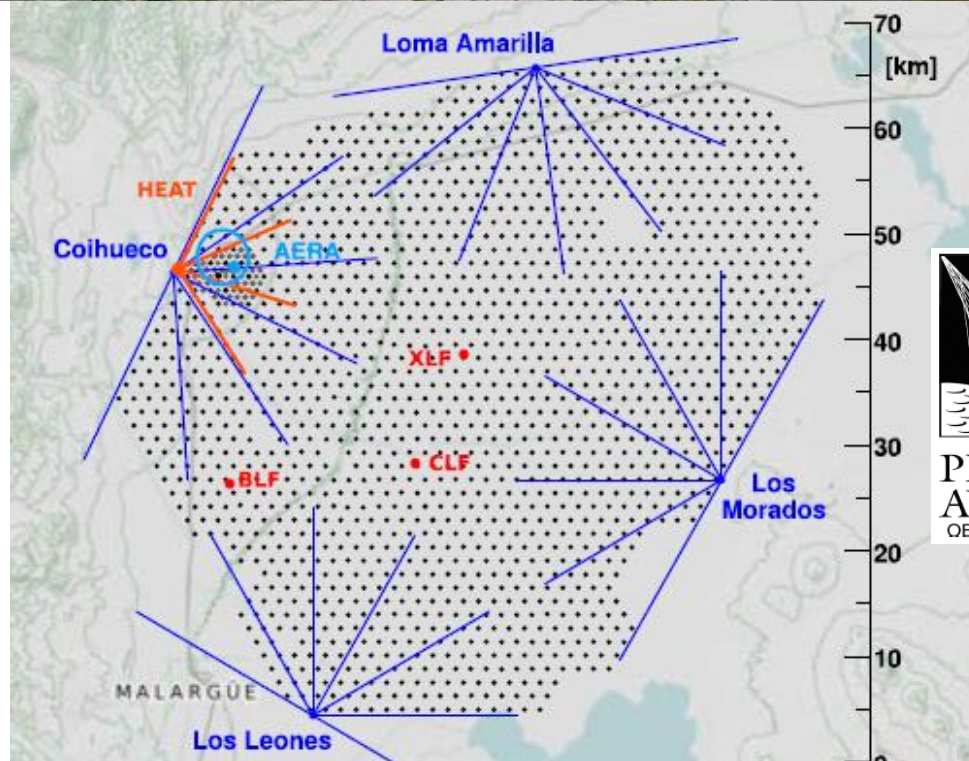 Loma Amarilla
70
[km]
60
HEAT
Coihueco
AERA
50
40
XLF
30
CLF
BLF
Los
Morados
20
10
MALARGÜE
Los Leones
0